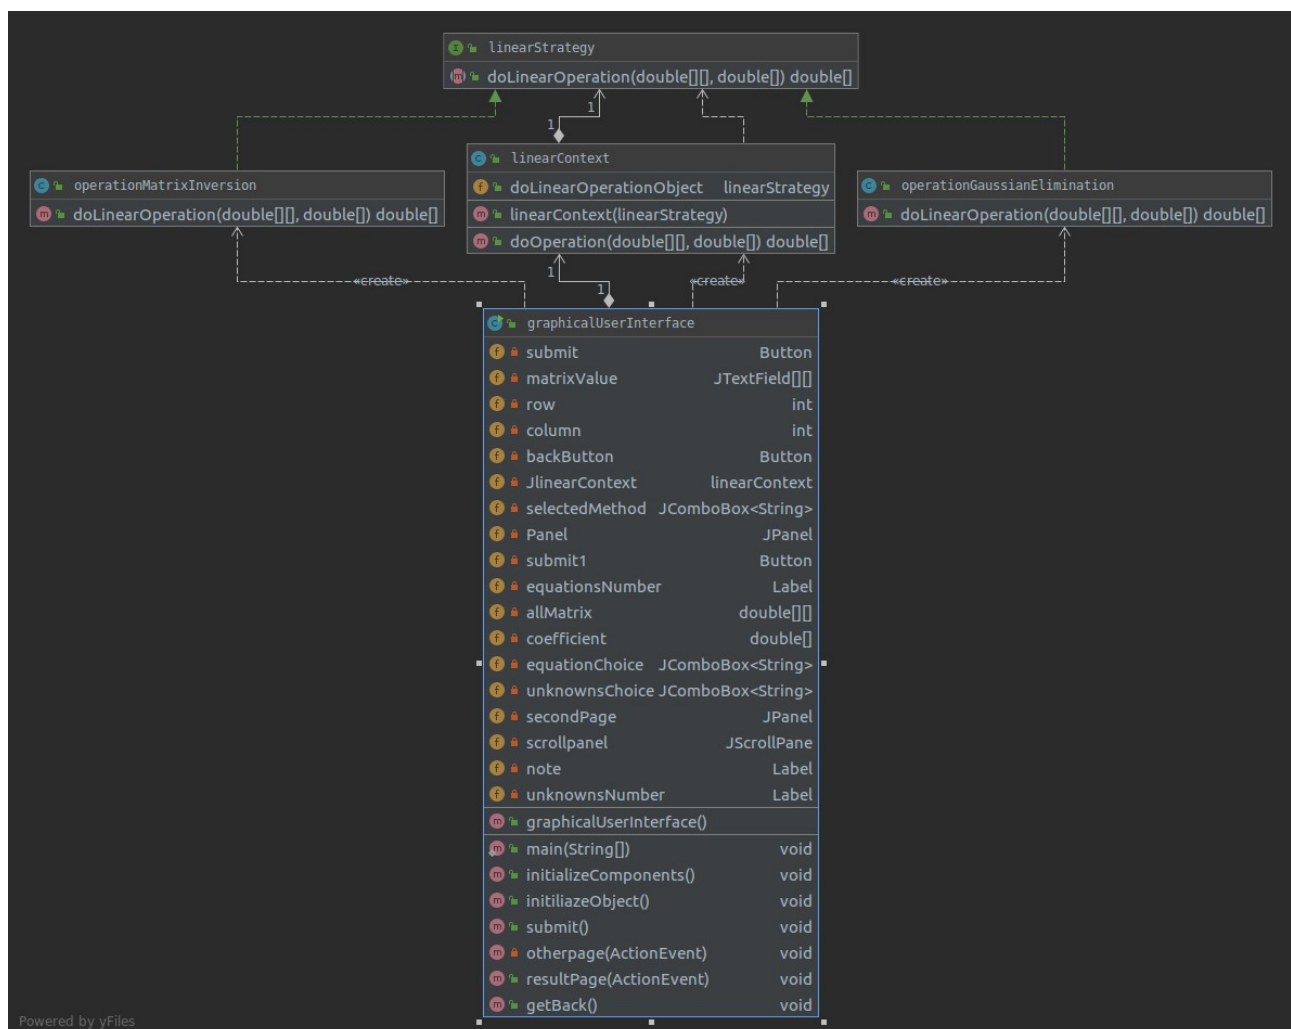 linearStrategy
doLinearOperation(double[][], double[]) double[]
1
1
linearContext
doLinearOperationObject linearStrategy
linearContext(linearStrategy)
doOperation(double[][], double[]) double[]
operationMatrixInversion
doLinearOperation(double[][], double[]) double[]
operationGaussianElimination
doLinearOperation(double[][], double[]) double[]
1
«create»
«create»
«create»
1
graphicalUserInterface
submit Button
matrixValue JTextField[][]
row int
column int
backButton Button
JlinearContext linearContext
selectedMethod JComboBox<String>
Panel JPanel
submit1 Button
equationsNumber Label
allMatrix double[][]
coefficient double[]
equationChoice JComboBox<String>
unknownsChoice JComboBox<String>
secondPage JPanel
scrollpanel JScrollPane
note Label
unknownsNumber Label
graphicalUserInterface()
main(String[]) void
initializeComponents() void
initiliazeObject() void
submit() void
otherpage(ActionEvent) void
resultPage(ActionEvent) void
getBack() void
Powered by yFiles